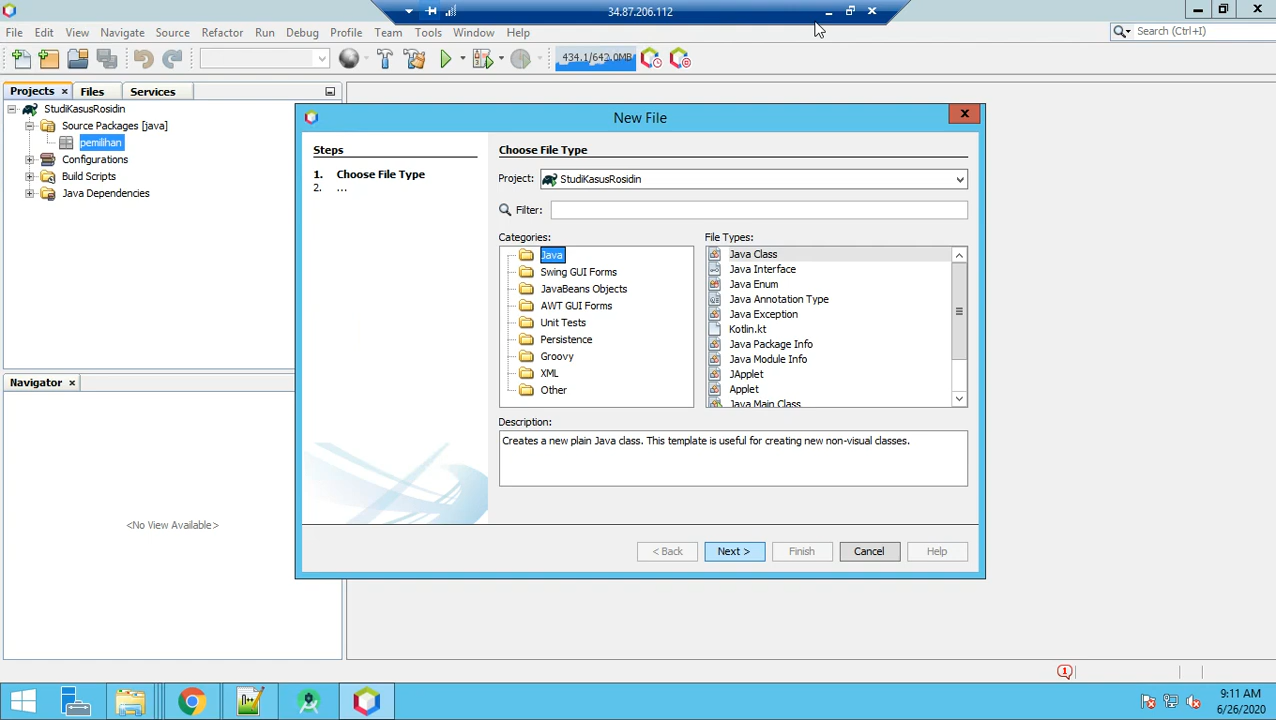 34.87.206.112
File Edit View Navigate Source Refactor Run Debug Profile Team Tools Window Help
Search (Ctrl+I)
434.1/642.0MB
Projects Files Services
StudiKasusRosidin
Source Packages [java]
pemilihan
Configurations
Build Scripts
Java Dependencies
Navigator
<No View Available>
New File
Steps
1. Choose File Type
2. ...
Choose File Type
Project: StudiKasusRosidin
Filter:
Categories:
Java
Swing GUI Forms
JavaBeans Objects
AWT GUI Forms
Unit Tests
Persistence
Groovy
XML
Other
File Types:
Java Class
Java Interface
Java Enum
Java Annotation Type
Java Exception
Kotlin.kt
Java Package Info
Java Module Info
JApplet
Applet
Java Main Class
Description:
Creates a new plain Java class. This template is useful for creating new non-visual classes.
< Back Next > Finish Cancel Help
1
9:11 AM
6/26/2020